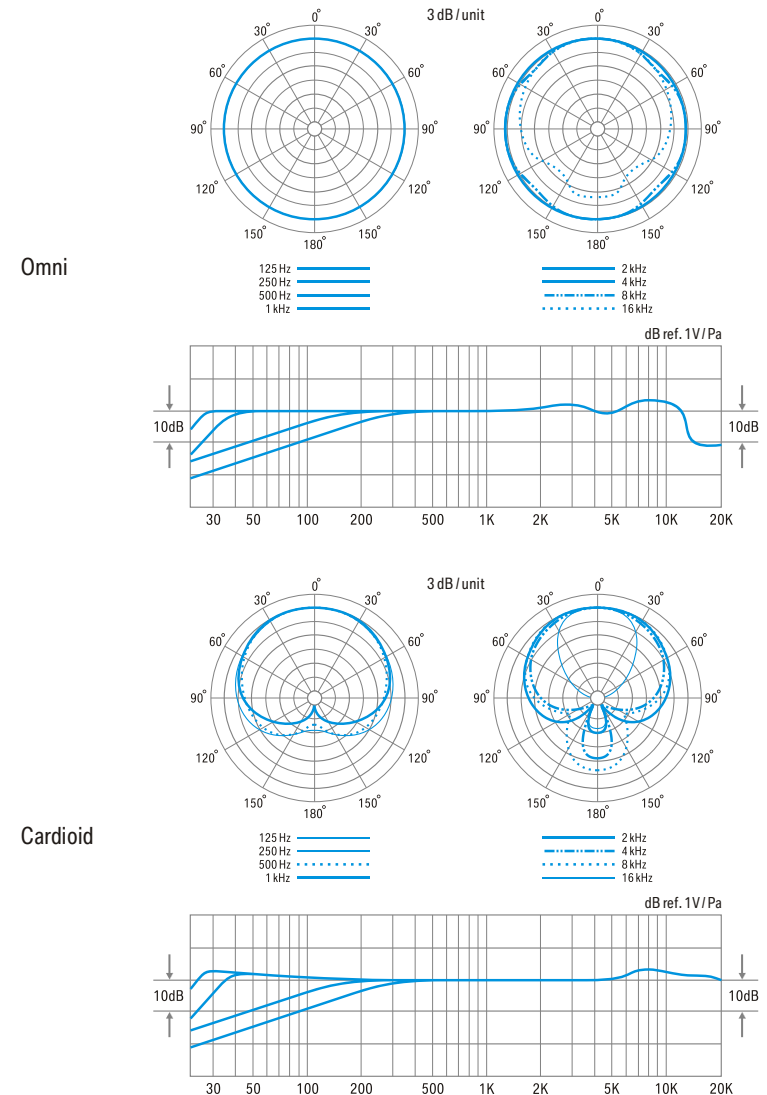 3 dB / unit
0° 0°
30° 30° 30° 30°
60° 60° 60° 60°
90° 90° 90° 90°
120° 120° 120° 120°
150° 150° 150° 150°
180° 180°
Omni
125 Hz 2 kHz
250 Hz 4 kHz
500 Hz 8 kHz
1 kHz 16 kHz
dB ref. 1V / Pa
10dB 10dB
30 50 100 200 500 1K 2K 5K 10K 20K
3 dB / unit
0° 0°
30° 30° 30° 30°
60° 60° 60° 60°
90° 90° 90° 90°
120° 120° 120° 120°
150° 150° 150° 150°
180° 180°
Cardioid
125 Hz 2 kHz
250 Hz 4 kHz
500 Hz 8 kHz
1 kHz 16 kHz
dB ref. 1V / Pa
10dB 10dB
30 50 100 200 500 1K 2K 5K 10K 20K